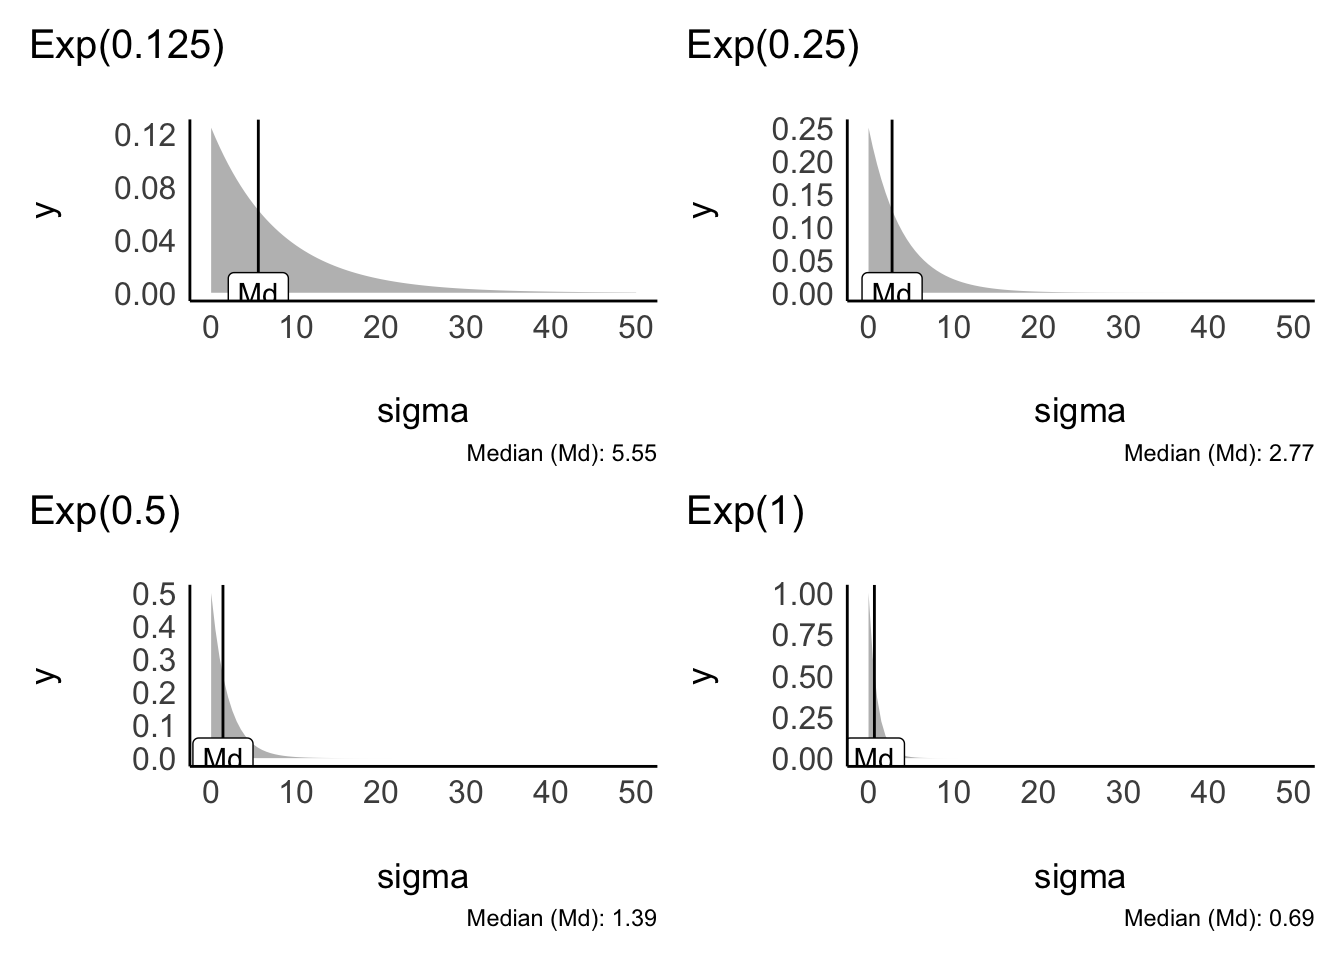 Exp(0.125)
0.12
0.08
0.04
0.00
y
Md
0 10 20 30 40 50
sigma
Median (Md): 5.55
Exp(0.25)
0.25
0.20
0.15
0.10
0.05
0.00
y
Md
0 10 20 30 40 50
sigma
Median (Md): 2.77
Exp(0.5)
0.5
0.4
0.3
0.2
0.1
0.0
y
Md
0 10 20 30 40 50
sigma
Median (Md): 1.39
Exp(1)
1.00
0.75
0.50
0.25
0.00
y
Md
0 10 20 30 40 50
sigma
Median (Md): 0.69